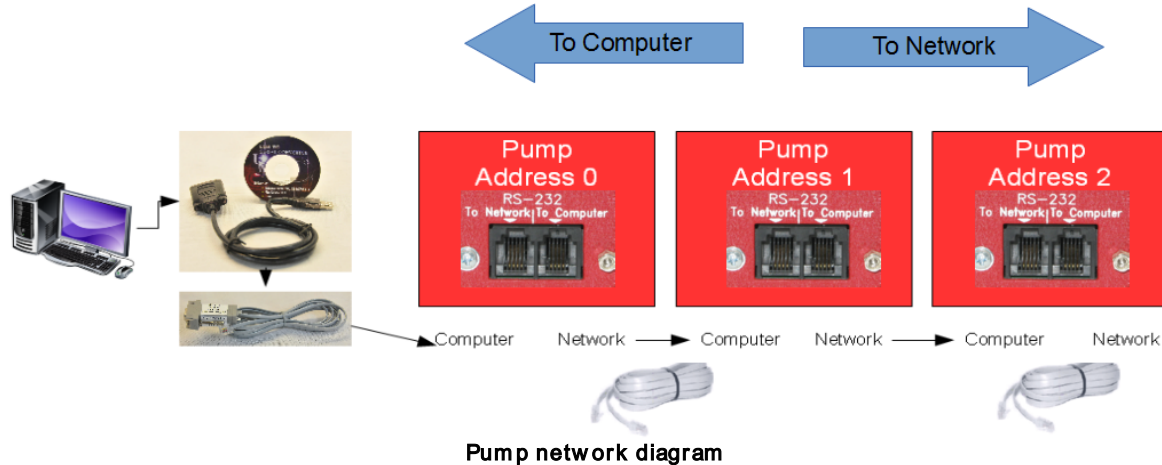 To Computer
To Network
Pump
Address 0
RS-232
To Network|To Computer
Pump
Address 1
RS-232
To Network|To Computer
Pump
Address 2
RS-232
To Network|To Computer
Computer
Network
Computer
Network
Computer
Network
Pump network diagram